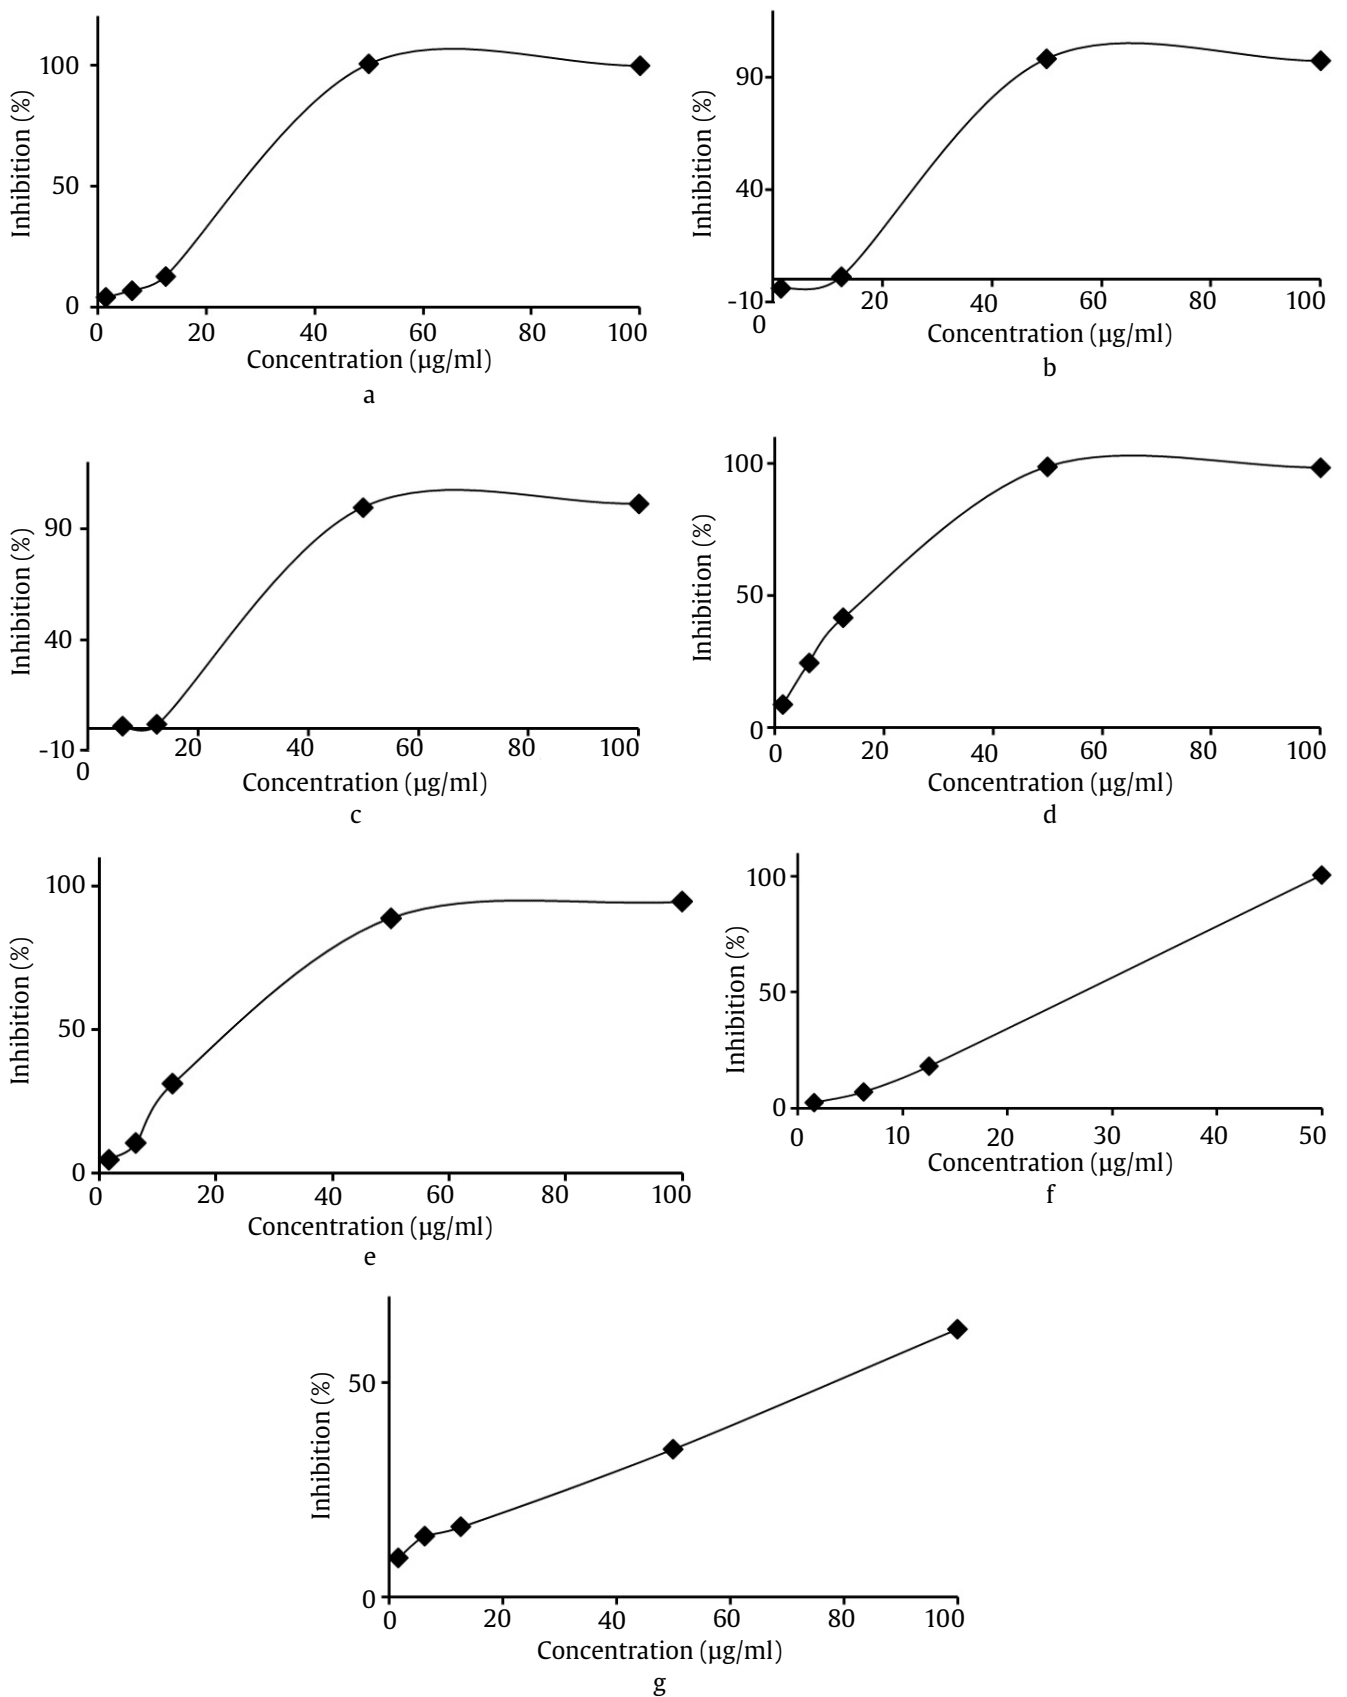 Inhibition (%)
100
50
0
0 20 40 60 80 100
Concentration (µg/ml)
a
Inhibition (%)
90
40
-10
0 20 40 60 80 100
Concentration (µg/ml)
b
Inhibition (%)
90
40
-10
0 20 40 60 80 100
Concentration (µg/ml)
c
Inhibition (%)
100
50
0
0 20 40 60 80 100
Concentration (µg/ml)
d
Inhibition (%)
100
50
0
0 20 40 60 80 100
Concentration (µg/ml)
e
Inhibition (%)
100
50
0
0 10 20 30 40 50
Concentration (µg/ml)
f
Inhibition (%)
50
0
0 20 40 60 80 100
Concentration (µg/ml)
g